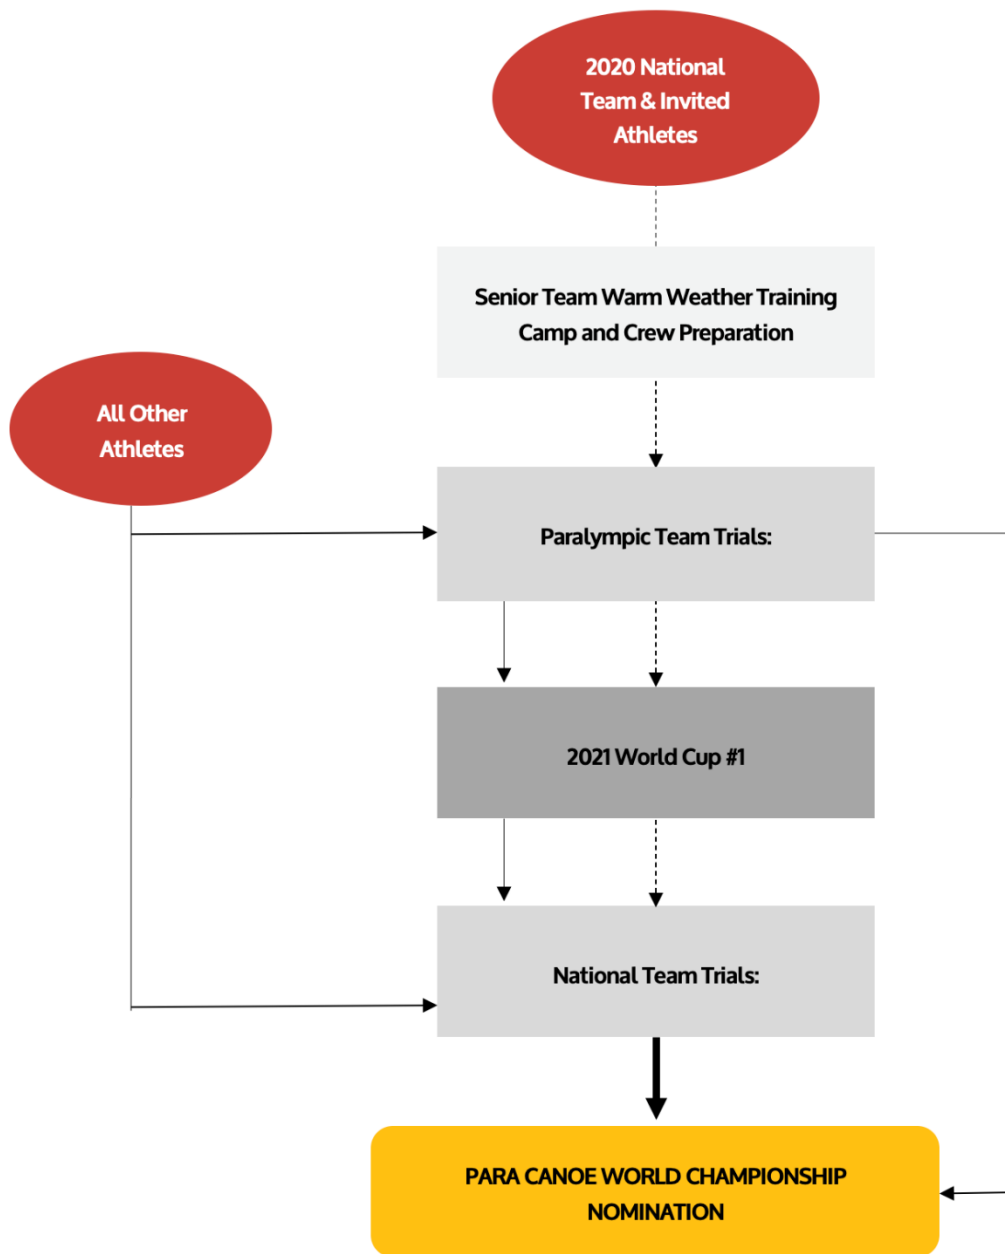 2020 National
Team & Invited
Athletes
Senior Team Warm Weather Training
Camp and Crew Preparation
All Other
Athletes
Paralympic Team Trials:
2021 World Cup #1
National Team Trials:
PARA CANOE WORLD CHAMPIONSHIP
NOMINATION